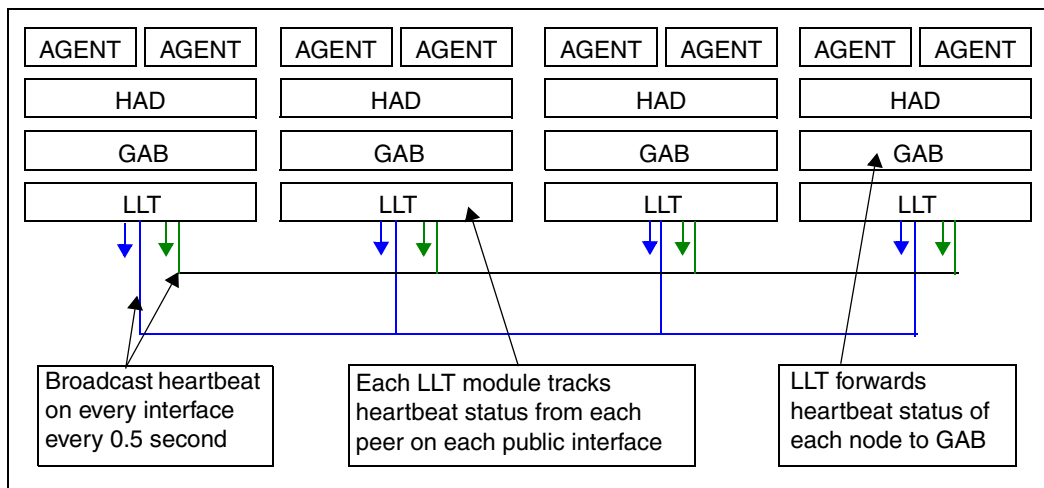 AGENT AGENT AGENT AGENT AGENT AGENT AGENT AGENT
HAD HAD HAD HAD
GAB GAB GAB GAB
LLT LLT LLT LLT
Broadcast heartbeat
on every interface
every 0.5 second
Each LLT module tracks
heartbeat status from each
peer on each public interface
LLT forwards
heartbeat status of
each node to GAB